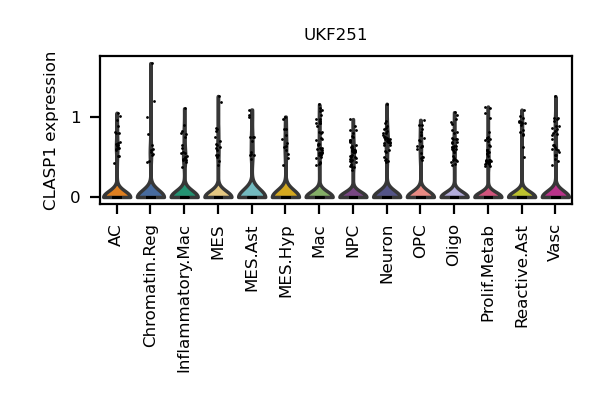 UKF251
CLASP1 expression
1
0
AC
Chromatin.Reg
Inflammatory.Mac
MES
MES.Ast
MES.Hyp
Mac
NPC
Neuron
OPC
Oligo
Prolif.Metab
Reactive.Ast
Vasc